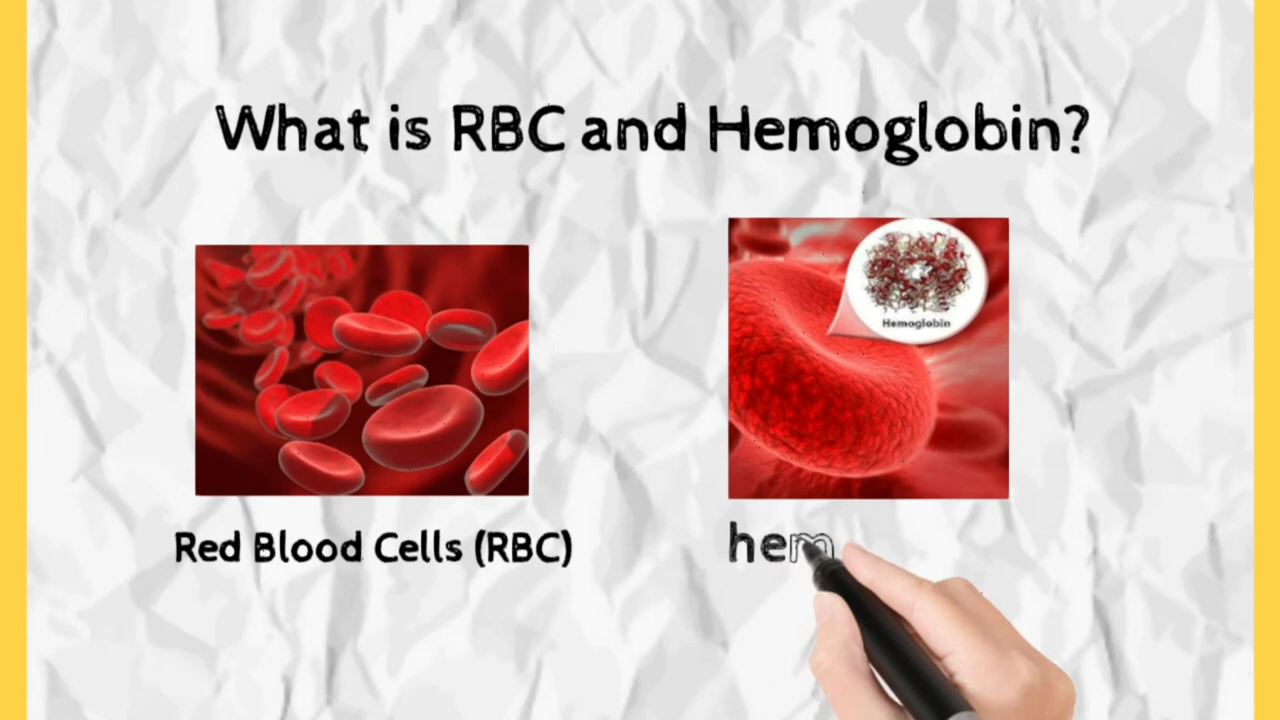 What is RBC and Hemoglobin?
Hemoglobin
Red Blood Cells (RBC)
hem